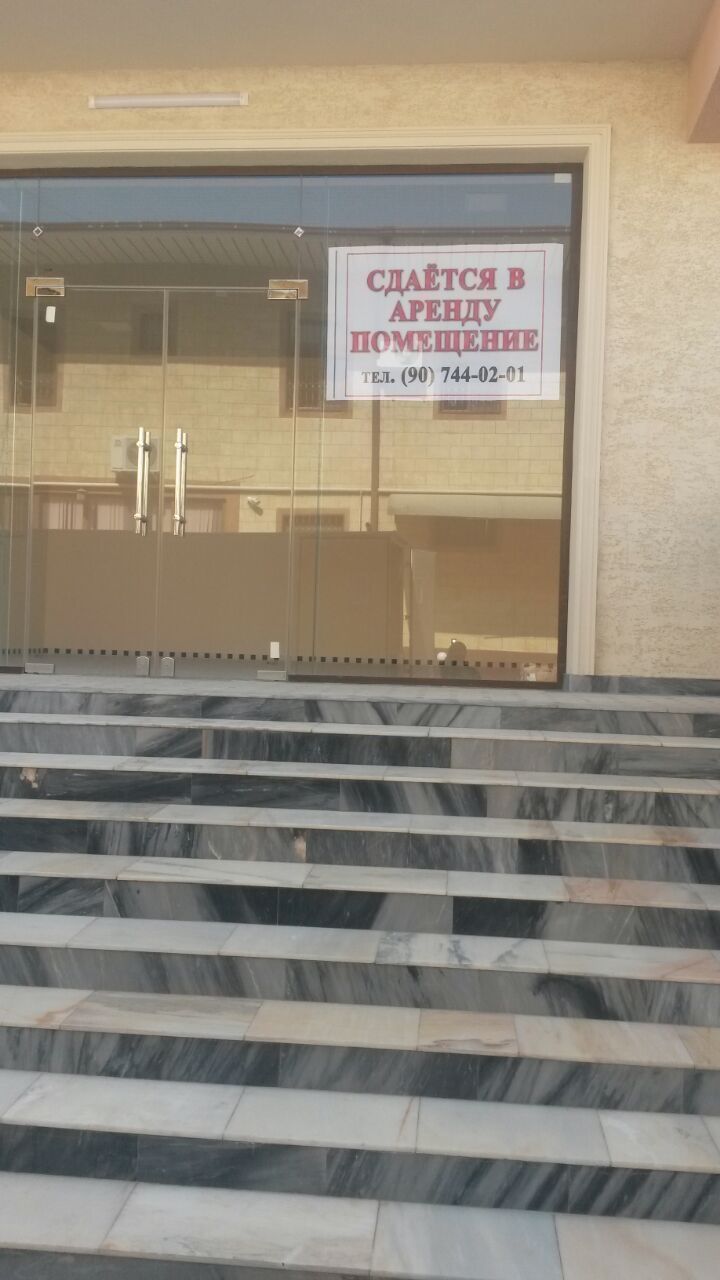 СДАЁТСЯ В
АРЕНДУ
ПОМЕЩЕНИЕ
ТЕЛ. (90) 744-02-01